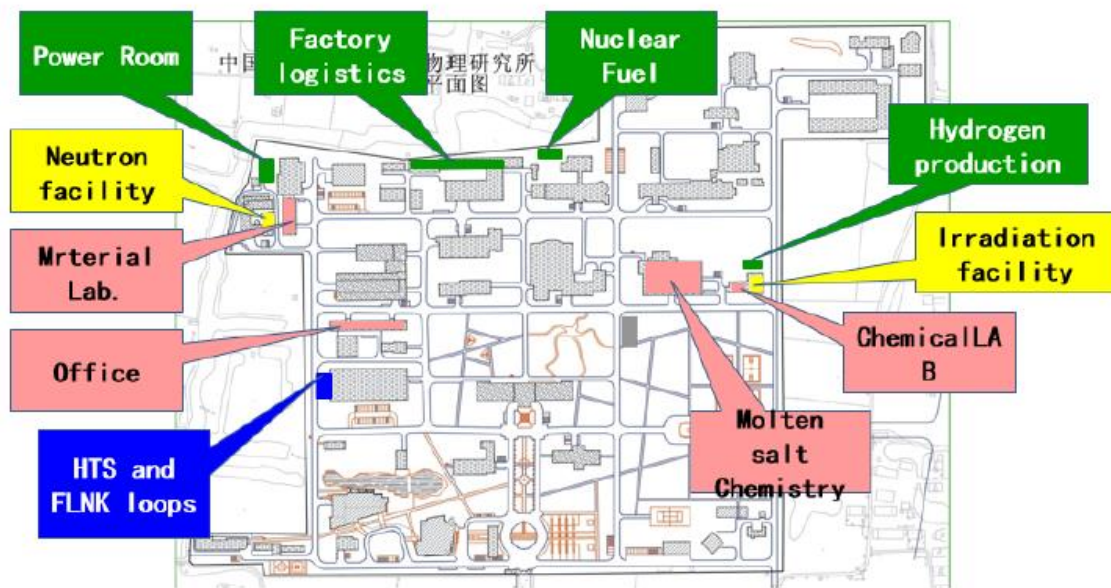 Power Room
Factory
logistics
Nuclear
Fuel
中国
物理研究所
平面图
Hydrogen
production
Neutron
facility
Mrterial
Lab.
Irradiation
facility
Office
ChemicalLA
B
HTS and
FLNK loops
Molten
salt
Chemistry